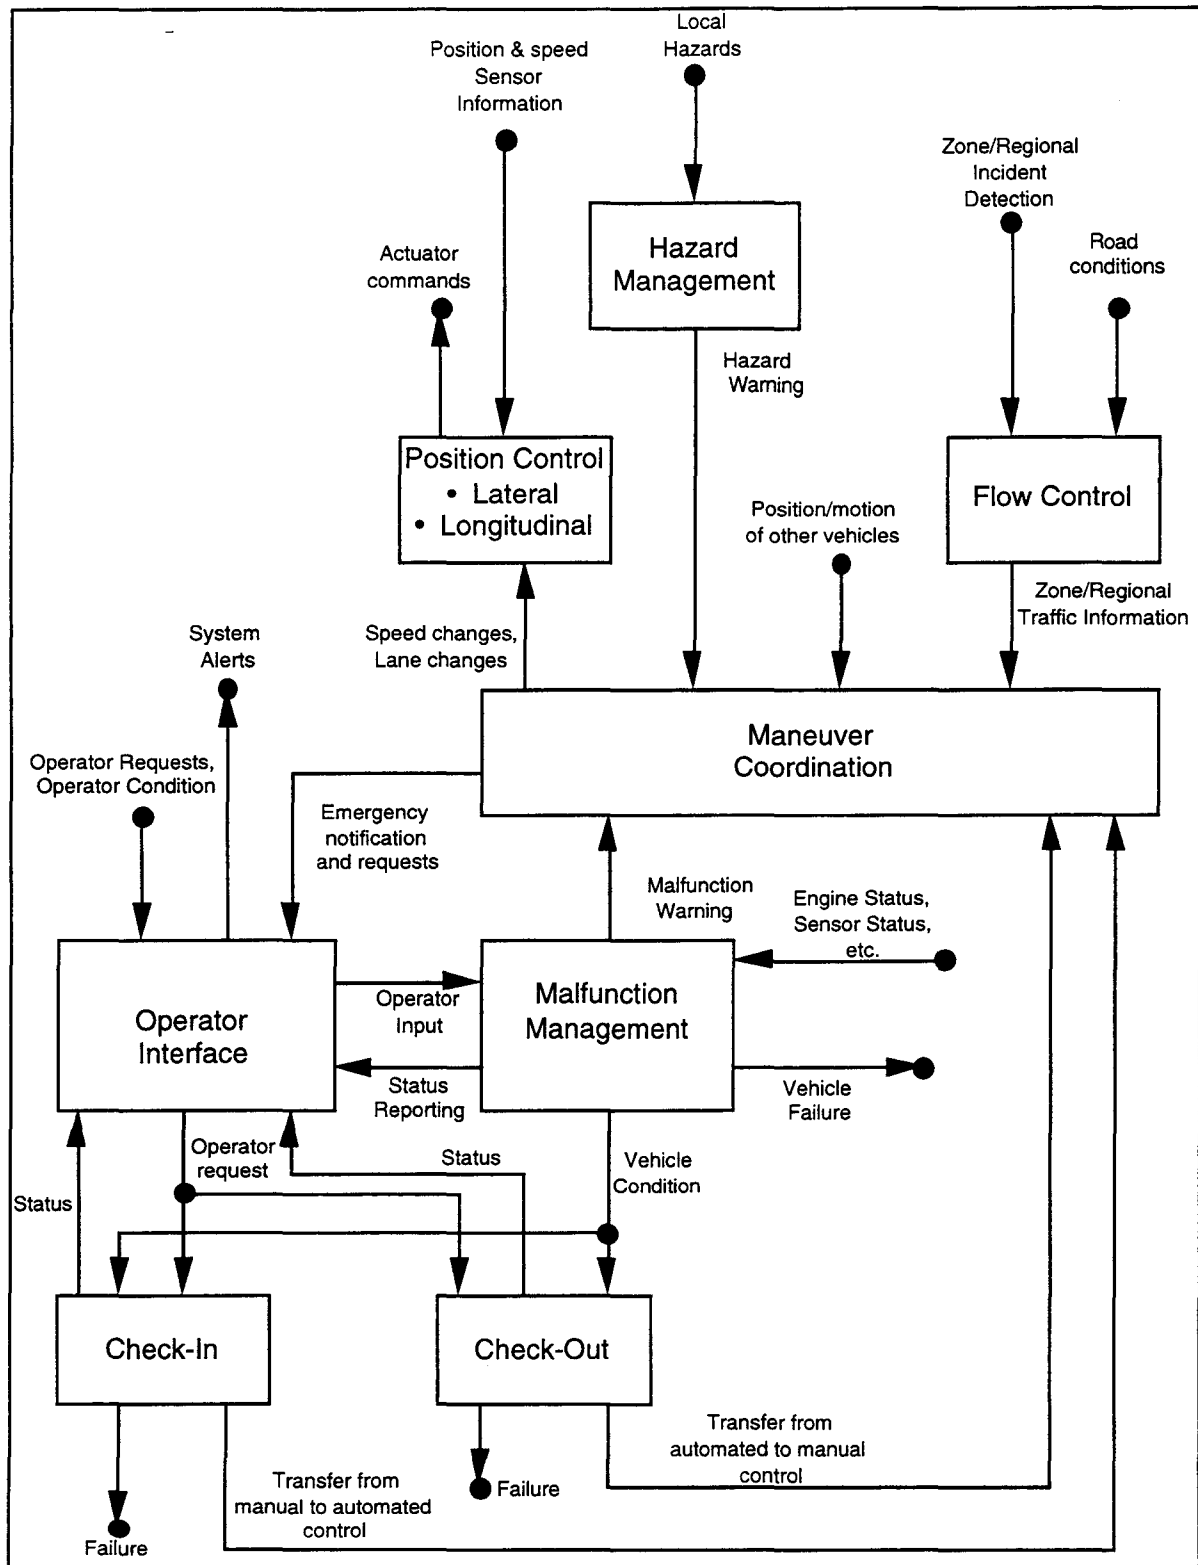 Local
Hazards
Position & speed
Sensor
Information
Zone/Regional
Incident
Detection
Road
conditions
Actuator
commands
Hazard
Management
Hazard
Warning
Position Control
• Lateral
• Longitudinal
Flow Control
Position/motion
of other vehicles
Zone/Regional
Traffic Information
System
Alerts
Speed changes,
Lane changes
Maneuver
Coordination
Operator Requests,
Operator Condition
Emergency
notification
and requests
Malfunction
Warning
Engine Status,
Sensor Status,
etc.
Operator
Interface
Operator
Input
Malfunction
Management
Status
Reporting
Vehicle
Failure
Operator
request
Status
Vehicle
Condition
Status
Check-In
Check-Out
Transfer from
automated to manual
control
Transfer from
manual to automated
control
Failure
Failure